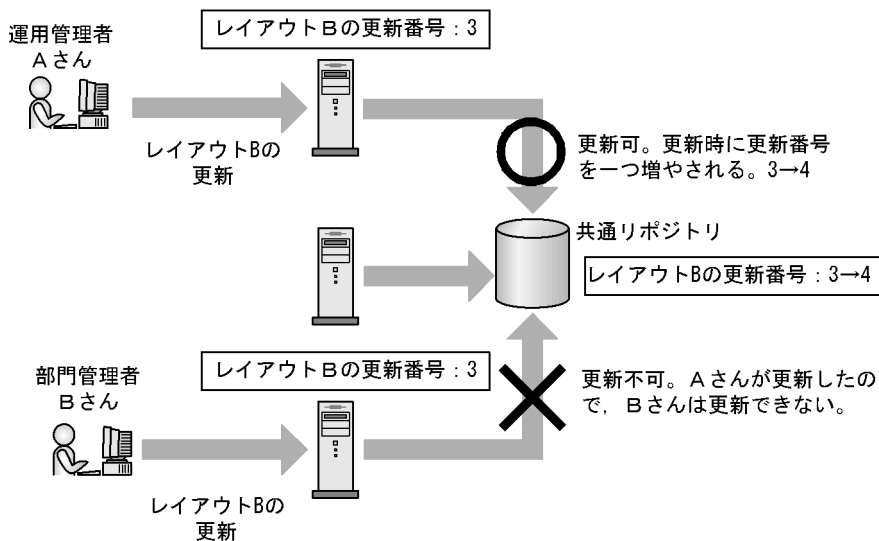 運用管理者
Aさん
レイアウトBの更新番号：3
レイアウトBの
更新
更新可。更新時に更新番号
を一つ増やされる。3→4
共通リポジトリ
レイアウトBの更新番号：3→4
部門管理者
Bさん
レイアウトBの更新番号：3
更新不可。Aさんが更新したの
で，Bさんは更新できない。
レイアウトBの
更新